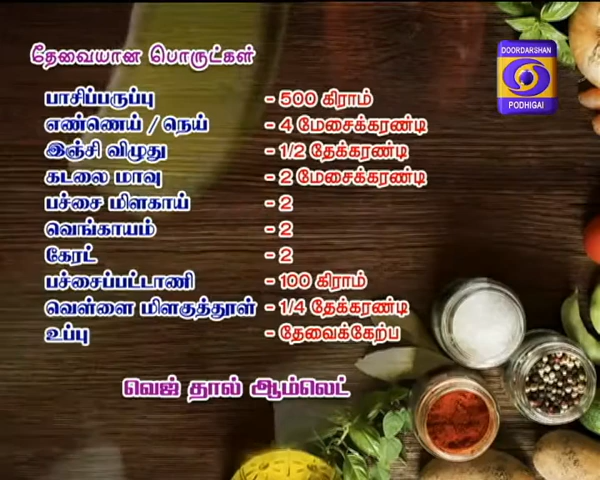 தேவையான பொருட்கள்
DOORDARSHAN
PODHIGAI
பாசிப்பருப்பு - 500 கிராம்
எண்ணெய் / நெய் - 4 மேசைக்கரண்டி
இஞ்சி விழுது - 1/2 தேக்கரண்டி
கடலை மாவு - 2 மேசைக்கரண்டி
பச்சை மிளகாய் - 2
வெங்காயம் - 2
கேரட் - 2
பச்சைப்பட்டாணி - 100 கிராம்
வெள்ளை மிளகுத்தூள் - 1/4 தேக்கரண்டி
உப்பு - தேவைக்கேற்ப
வெஜ் தால் ஆம்லெட்